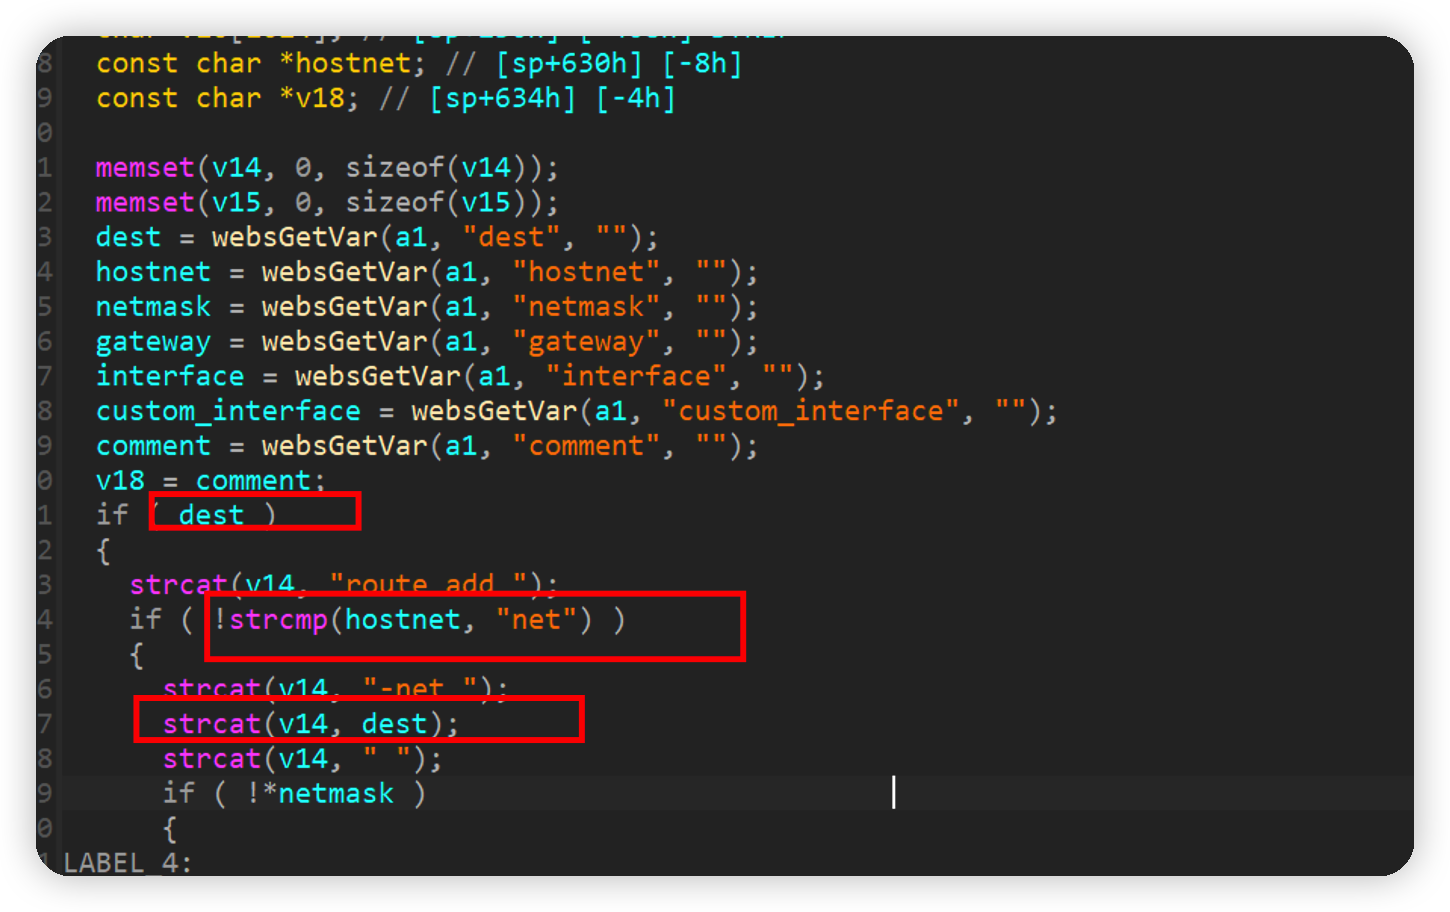 8 const char *hostnet; // [sp+630h] [-8h]
9 const char *v18; // [sp+634h] [-4h]
0
1 memset(v14, 0, sizeof(v14));
2 memset(v15, 0, sizeof(v15));
3 dest = websGetVar(a1, "dest", "");
4 hostnet = websGetVar(a1, "hostnet", "");
5 netmask = websGetVar(a1, "netmask", "");
6 gateway = websGetVar(a1, "gateway", "");
7 interface = websGetVar(a1, "interface", "");
8 custom_interface = websGetVar(a1, "custom_interface", "");
9 comment = websGetVar(a1, "comment", "");
0 v18 = comment;
1 if ( dest )
2 {
3 strcat(v14, "route add ");
4 if ( !strcmp(hostnet, "net") )
5 {
6 strcat(v14, "-net ");
7 strcat(v14, dest);
8 strcat(v14, " ");
9 if ( !*netmask )
0 {
1 LABEL_4: